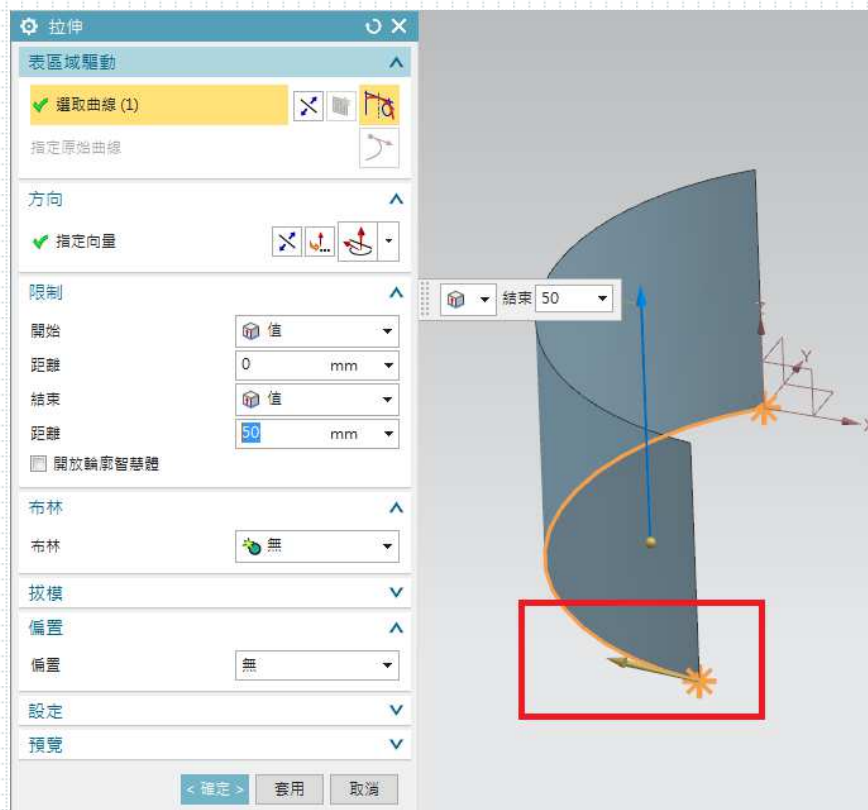 拉伸
表區域驅動
選取曲線 (1)
指定原始曲線
方向
指定向量
限制
開始 值
距離 0 mm
結束 值
距離 50 mm
開放輪廓智慧體
布林
布林 無
拔模
偏置
偏置 無
設定
預覽
< 確定 > 套用 取消
結束 50
Z
Y
X